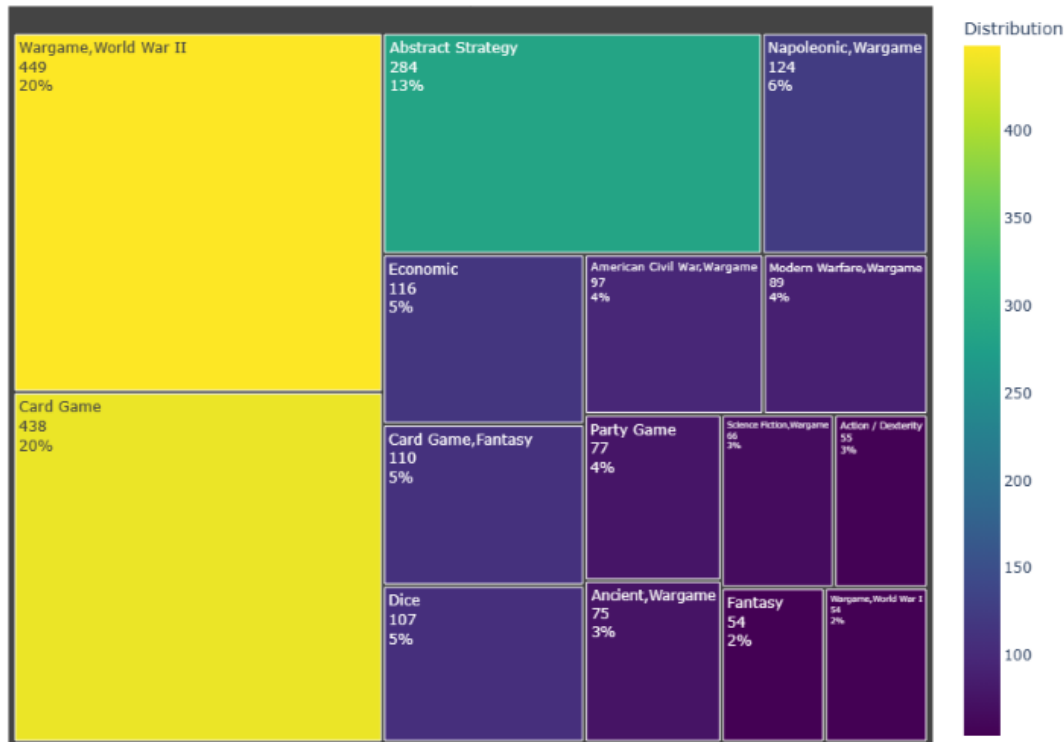 Distribution
Wargame,World War II
449
20%
Abstract Strategy
284
13%
Napoleonic,Wargame
124
6%
Economic
116
5%
American Civil War,Wargame
97
4%
Modern Warfare,Wargame
89
4%
Card Game
438
20%
Card Game,Fantasy
110
5%
Party Game
77
4%
Science Fiction,Wargame
66
3%
Action / Dexterity
55
3%
Dice
107
5%
Ancient,Wargame
75
3%
Fantasy
54
2%
Wargame,World War I
54
2%
400
350
300
250
200
150
100